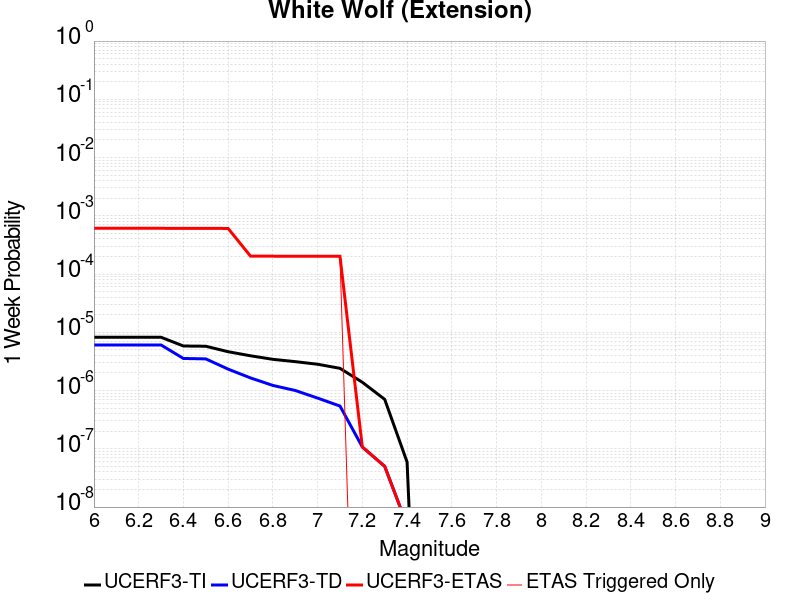 White Wolf (Extension)
1 Week Probability
10^0
10^-1
10^-2
10^-3
10^-4
10^-5
10^-6
10^-7
10^-8
6 6.2 6.4 6.6 6.8 7 7.2 7.4 7.6 7.8 8 8.2 8.4 8.6 8.8 9
Magnitude
UCERF3-TI UCERF3-TD UCERF3-ETAS ETAS Triggered Only